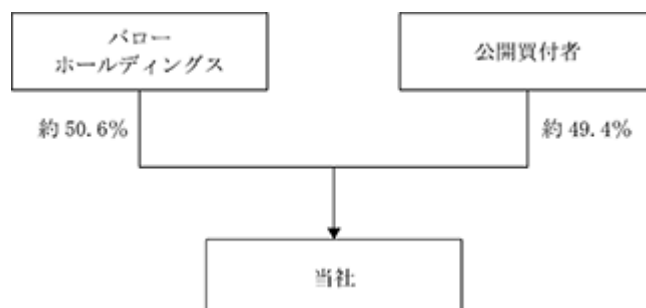 バロー
ホールディングス
公開買付者
約 50.6%
約 49.4%
当社